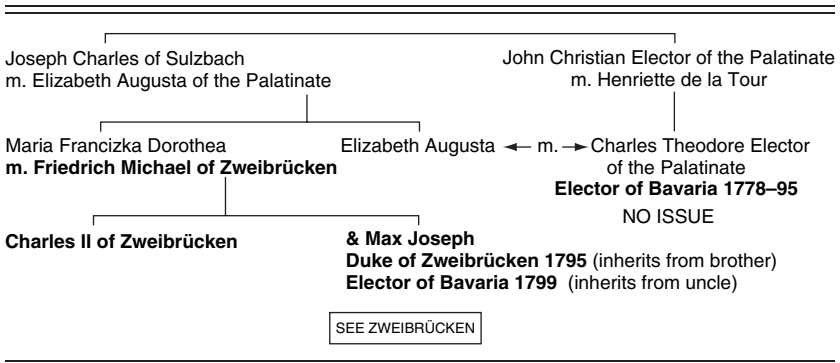 Joseph Charles of Sulzbach
m. Elizabeth Augusta of the Palatinate
John Christian Elector of the Palatinate
m. Henriette de la Tour
Maria Francizka Dorothea
m. Friedrich Michael of Zweibrücken
Elizabeth Augusta
m.
Charles Theodore Elector
of the Palatinate
Elector of Bavaria 1778–95
NO ISSUE
Charles II of Zweibrücken
& Max Joseph
Duke of Zweibrücken 1795 (inherits from brother)
Elector of Bavaria 1799 (inherits from uncle)
SEE ZWEIBRÜCKEN